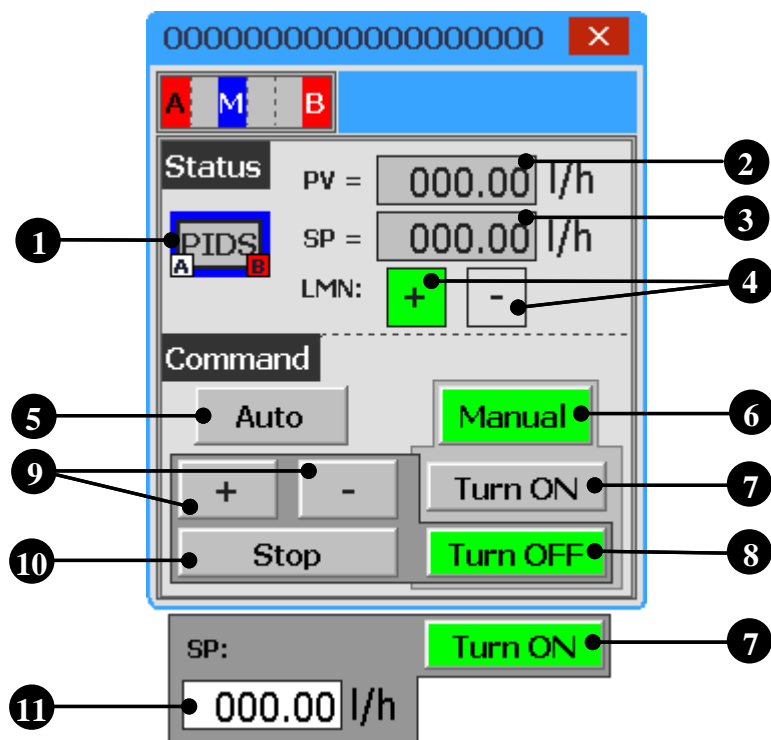 0000000000000000000 ×
A M B
Status
PV = 000.00 l/h
2
SP = 000.00 l/h
3
1
PIDS
A B
LMN: + -
4
Command
5
Auto
Manual
6
9
+ -
Turn ON
7
10
Stop
Turn OFF
8
SP:
Turn ON
7
11
000.00 l/h